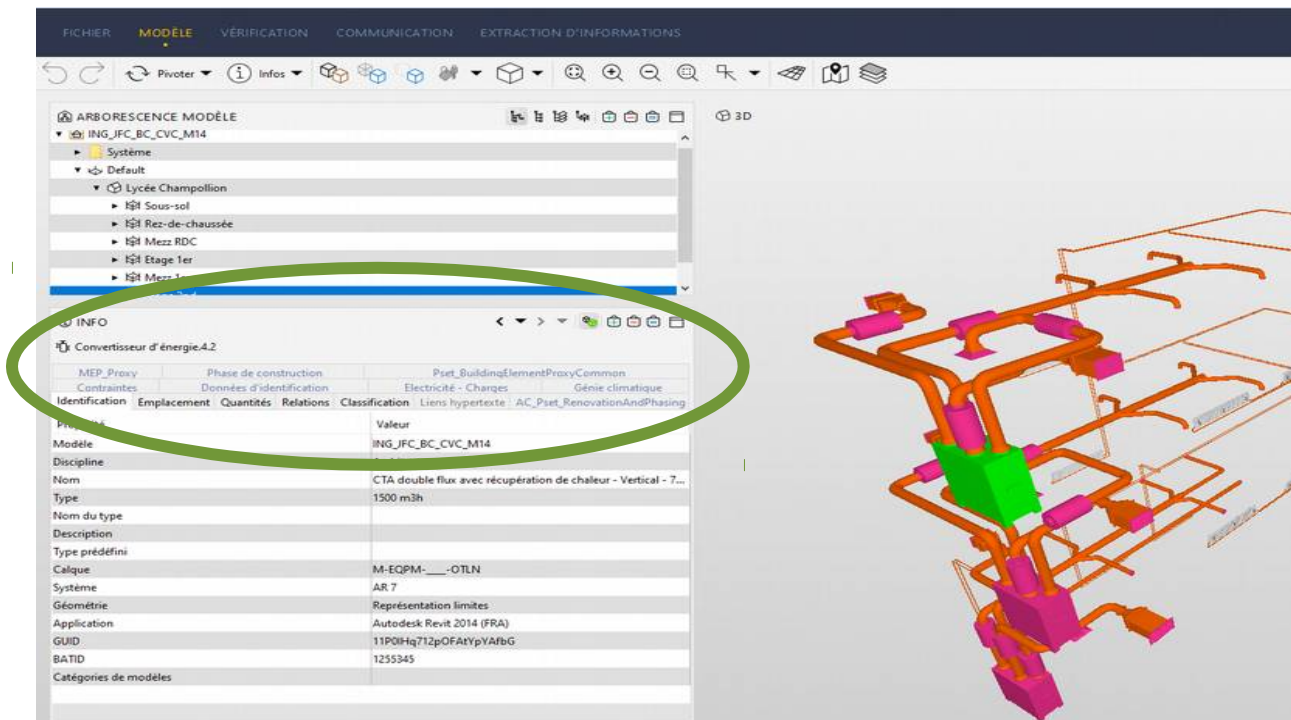 FICHIER MODÈLE VÉRIFICATION COMMUNICATION EXTRACTION D'INFORMATIONS
Pivoter Infos
ARBORESCENCE MODÈLE
3D
ING_JFC_BC_CVC_M14
Système
Default
Lycée Champollion
Sous-sol
Rez-de-chaussée
Mezz RDC
Etage 1er
Mezz
INFO
Convertisseur d'énergie.4.2
MEP_Proxy Phase de construction Pset_BuildingElementProxyCommon
Contraintes Données d'identification Electricité - Charges Génie climatique
Identification Emplacement Quantités Relations Classification Liens hypertexte AC_Pset_RenovationAndPhasing
Valeur
Modèle ING_JFC_BC_CVC_M14
Discipline
Nom CTA double flux avec récupération de chaleur - Vertical - 7...
Type 1500 m3h
Nom du type
Description
Type prédéfini
Calque M-EQPM-____-OTLN
Système AR 7
Géométrie Représentation limites
Application Autodesk Revit 2014 (FRA)
GUID 11P0IHq712pOFAtYpYAfbG
BATID 1255345
Catégories de modèles